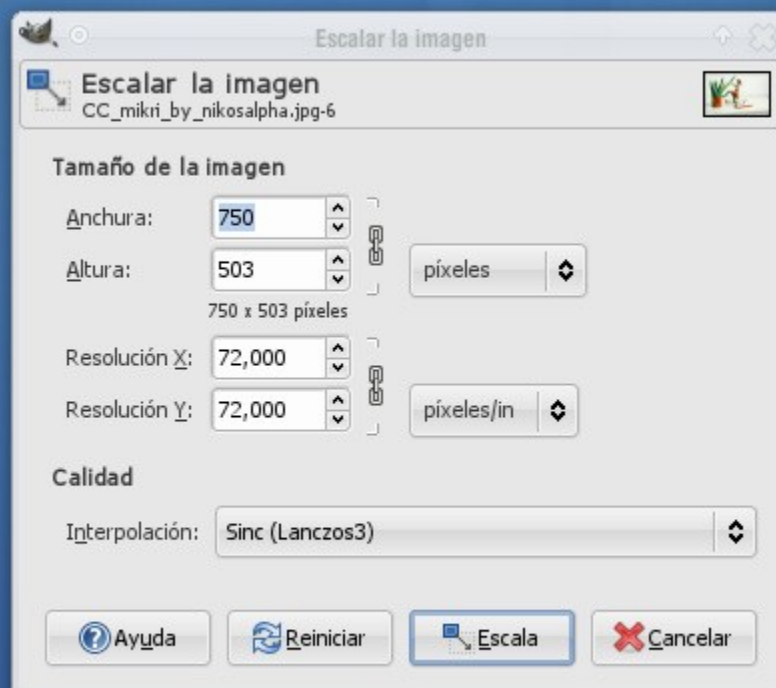 Escalar la imagen
Escalar la imagen
CC_mikri_by_nikosalpha.jpg-6
Tamaño de la imagen
Anchura: 750
Altura: 503 píxeles
750 x 503 píxeles
Resolución X: 72,000
Resolución Y: 72,000 píxeles/in
Calidad
Interpolación: Sinc (Lanczos3)
Ayuda Reiniciar Escala Cancelar